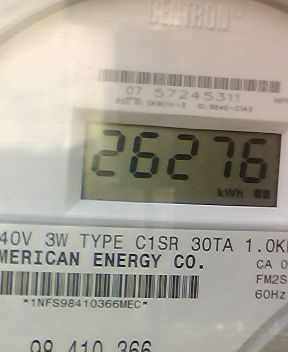 CENTRON
07 57245311
26276
kWh
40V 3W TYPE C1SR 30TA 1.0K
MERICAN ENERGY CO.
CA 0
FM2S
60Hz
*1NFS98410366MEC*
98 410 366